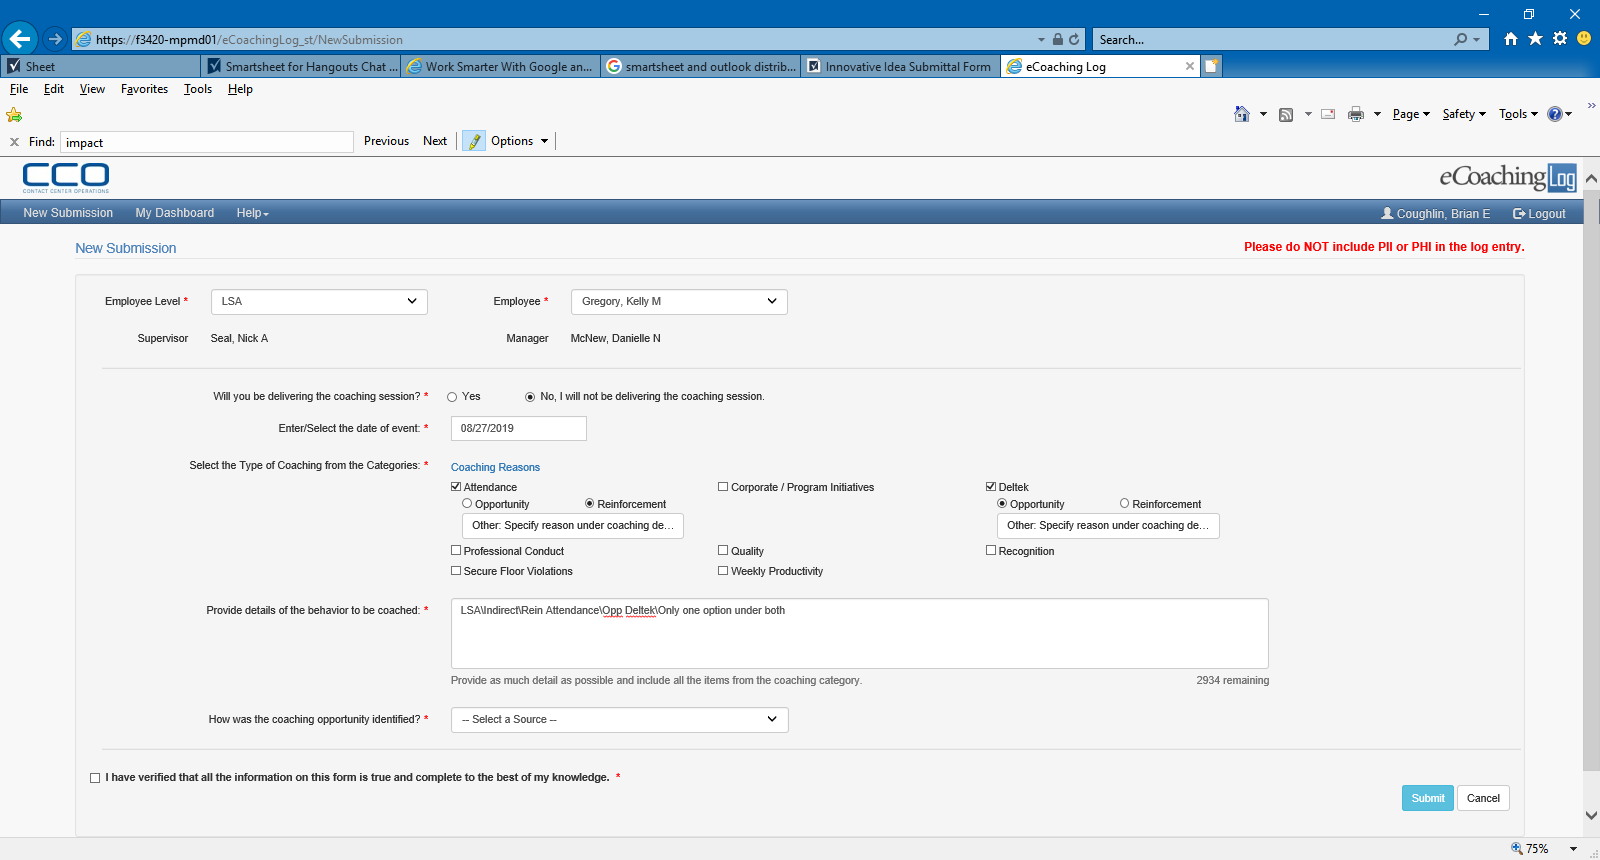 https://f3420-mpmd01/eCoachingLog_st/NewSubmission
Search...
Sheet
Smartsheet for Hangouts Chat ...
Work Smarter With Google an...
smartsheet and outlook distrib...
Innovative Idea Submittal Form
eCoaching Log
File Edit View Favorites Tools Help
Page Safety Tools
Find: impact Previous Next Options
CCO
CONTACT CENTER OPERATIONS
eCoachingLog
New Submission My Dashboard Help Coughlin, Brian E Logout
New Submission
Please do NOT include PII or PHI in the log entry.
Employee Level * LSA Employee * Gregory, Kelly M
Supervisor Seal, Nick A Manager McNew, Danielle N
Will you be delivering the coaching session? * Yes No, I will not be delivering the coaching session.
Enter/Select the date of event: * 08/27/2019
Select the Type of Coaching from the Categories: * Coaching Reasons
Attendance Corporate / Program Initiatives Deltek
Opportunity Reinforcement Opportunity Reinforcement
Other: Specify reason under coaching de... Other: Specify reason under coaching de...
Professional Conduct Quality Recognition
Secure Floor Violations Weekly Productivity
Provide details of the behavior to be coached: * LSA\Indirect\Rein Attendance\Opp Deltek\Only one option under both
Provide as much detail as possible and include all the items from the coaching category. 2934 remaining
How was the coaching opportunity identified? * -- Select a Source --
I have verified that all the information on this form is true and complete to the best of my knowledge. *
Submit Cancel
75%